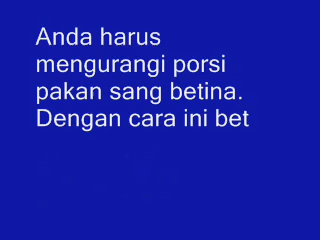 Anda harus
mengurangi porsi
pakan sang betina.
Dengan cara ini bet